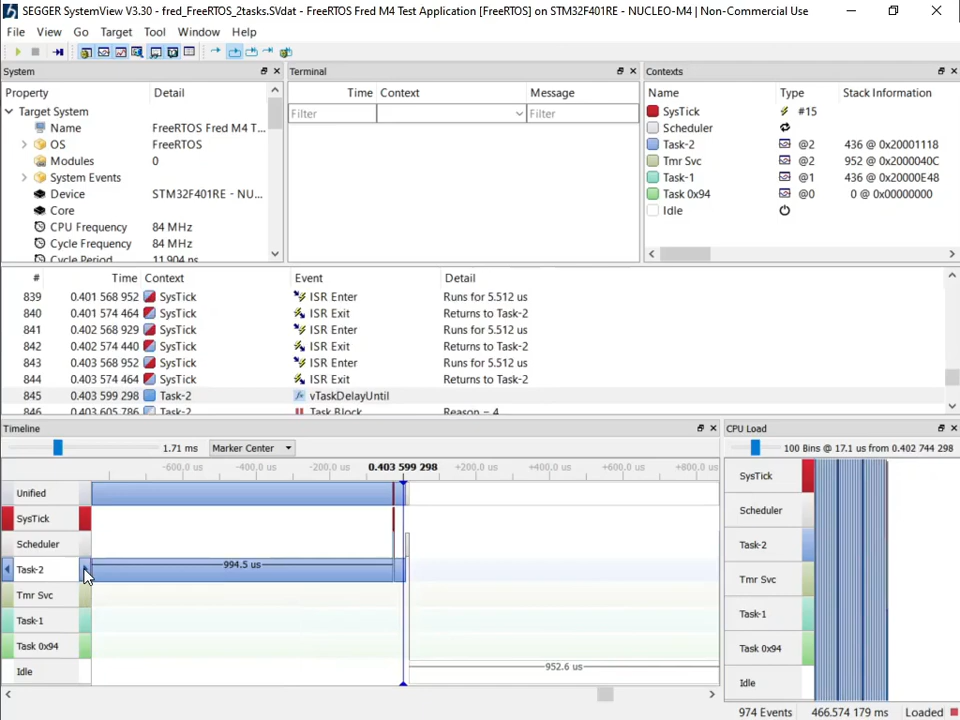 SEGGER SystemView V3.30 - fred_FreeRTOS_2tasks.SVdat - FreeRTOS Fred M4 Test Application [FreeRTOS] on STM32F401RE - NUCLEO-M4 | Non-Commercial Use
File View Go Target Tool Window Help
System Terminal Contexts
Property Detail
Target System
Name FreeRTOS Fred M4 T...
OS FreeRTOS
Modules 0
System Events
Device STM32F401RE - NU...
Core
CPU Frequency 84 MHz
Cycle Frequency 84 MHz
Cycle Period 11.904 ns
Time Context Message
Filter Filter
Name Type Stack Information
SysTick #15
Scheduler
Task-2 @2 436 @ 0x20001118
Tmr Svc @2 952 @ 0x2000040C
Task-1 @1 436 @ 0x20000E48
Task 0x94 @0 0 @ 0x00000000
Idle
# Time Context Event Detail
839 0.401 568 952 SysTick ISR Enter Runs for 5.512 us
840 0.401 574 464 SysTick ISR Exit Returns to Task-2
841 0.402 568 929 SysTick ISR Enter Runs for 5.512 us
842 0.402 574 440 SysTick ISR Exit Returns to Task-2
843 0.403 568 952 SysTick ISR Enter Runs for 5.512 us
844 0.403 574 464 SysTick ISR Exit Returns to Task-2
845 0.403 599 298 Task-2 vTaskDelayUntil
846 0.403 605 786 Task-2 Task Block Reason = 4
Timeline CPU Load
1.71 ms Marker Center 100 Bins @ 17.1 us from 0.402 744 298
-600.0 us -400.0 us -200.0 us 0.403 599 298 +200.0 us +400.0 us +600.0 us +800.0 us
Unified
SysTick
Scheduler
Task-2 994.5 us
Tmr Svc
Task-1
Task 0x94
Idle 952.6 us
SysTick
Scheduler
Task-2
Tmr Svc
Task-1
Task 0x94
Idle
974 Events 466.574 179 ms Loaded